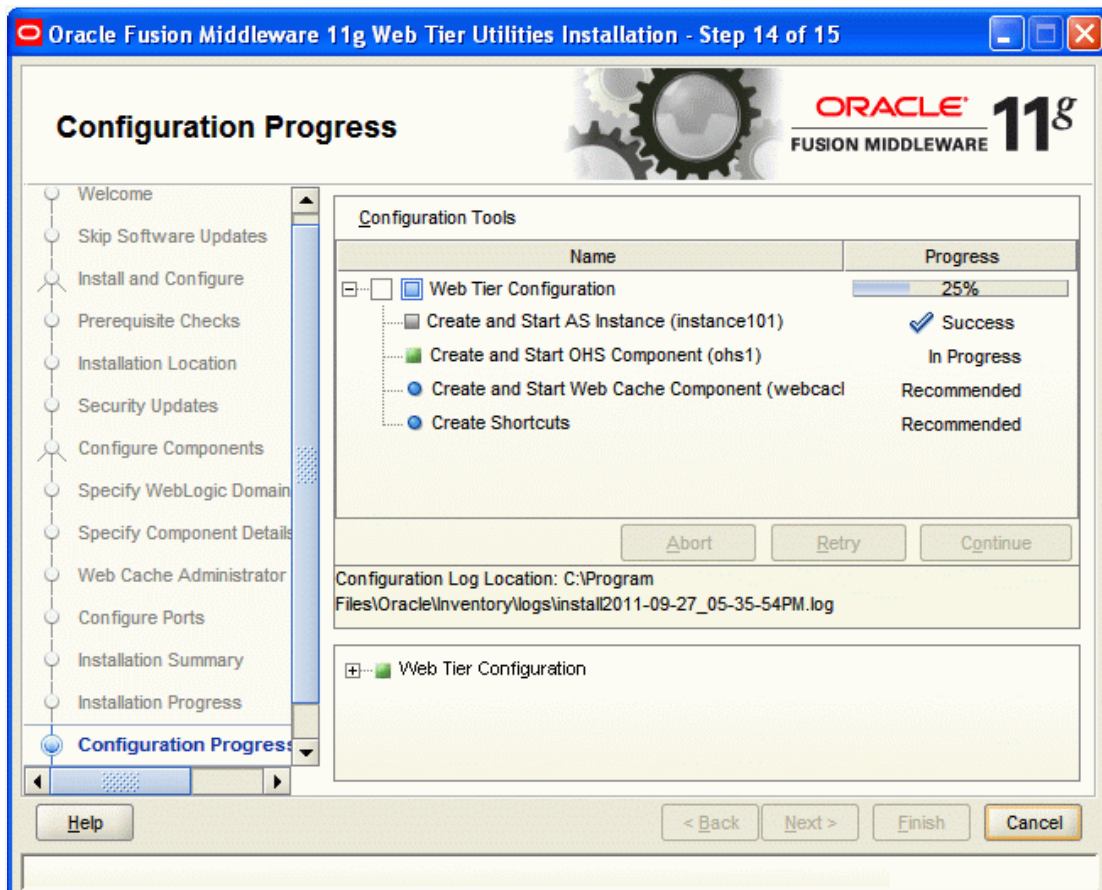 Oracle Fusion Middleware 11g Web Tier Utilities Installation - Step 14 of 15
Configuration Progress
ORACLE
FUSION MIDDLEWARE
11g
Welcome
Skip Software Updates
Install and Configure
Prerequisite Checks
Installation Location
Security Updates
Configure Components
Specify WebLogic Domain
Specify Component Details
Web Cache Administrator
Configure Ports
Installation Summary
Installation Progress
Configuration Progress
Configuration Tools
Name Progress
Web Tier Configuration 25%
Create and Start AS Instance (instance101) Success
Create and Start OHS Component (ohs1) In Progress
Create and Start Web Cache Component (webcacl Recommended
Create Shortcuts Recommended
Abort Retry Continue
Configuration Log Location: C:\Program
Files\Oracle\Inventory\logs\install2011-09-27_05-35-54PM.log
Web Tier Configuration
Help < Back Next > Finish Cancel